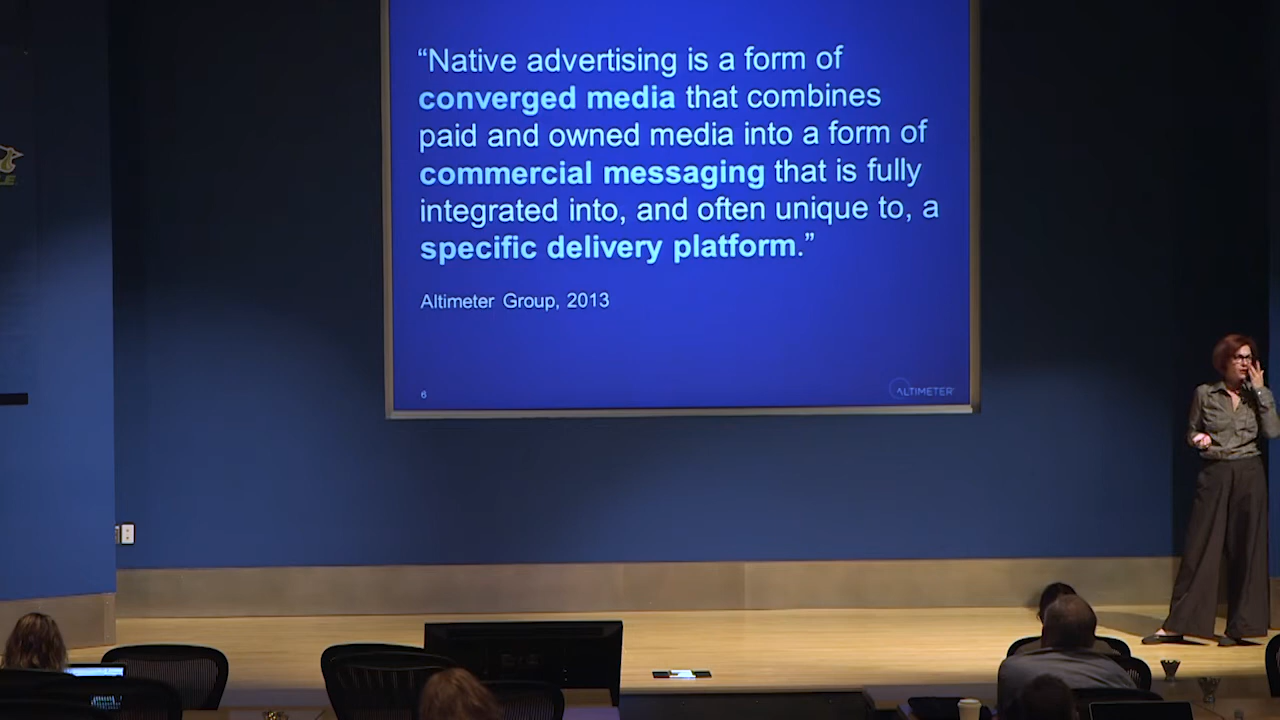 “Native advertising is a form of
converged media that combines
paid and owned media into a form of
commercial messaging that is fully
integrated into, and often unique to, a
specific delivery platform.”
Altimeter Group, 2013
6
ALTIMETER